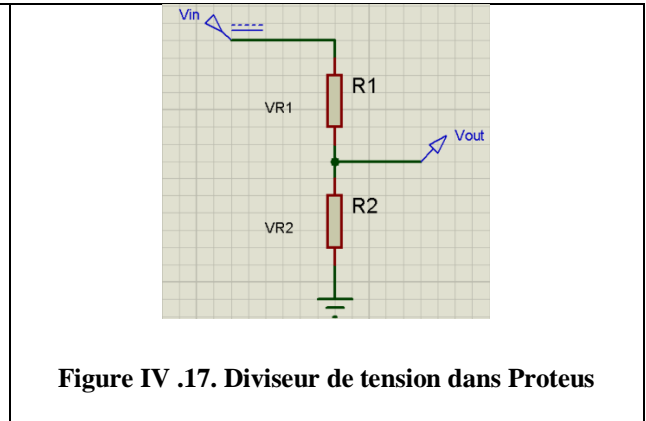 Vin
R1
VR1
Vout
R2
VR2
Figure IV .17. Diviseur de tension dans Proteus